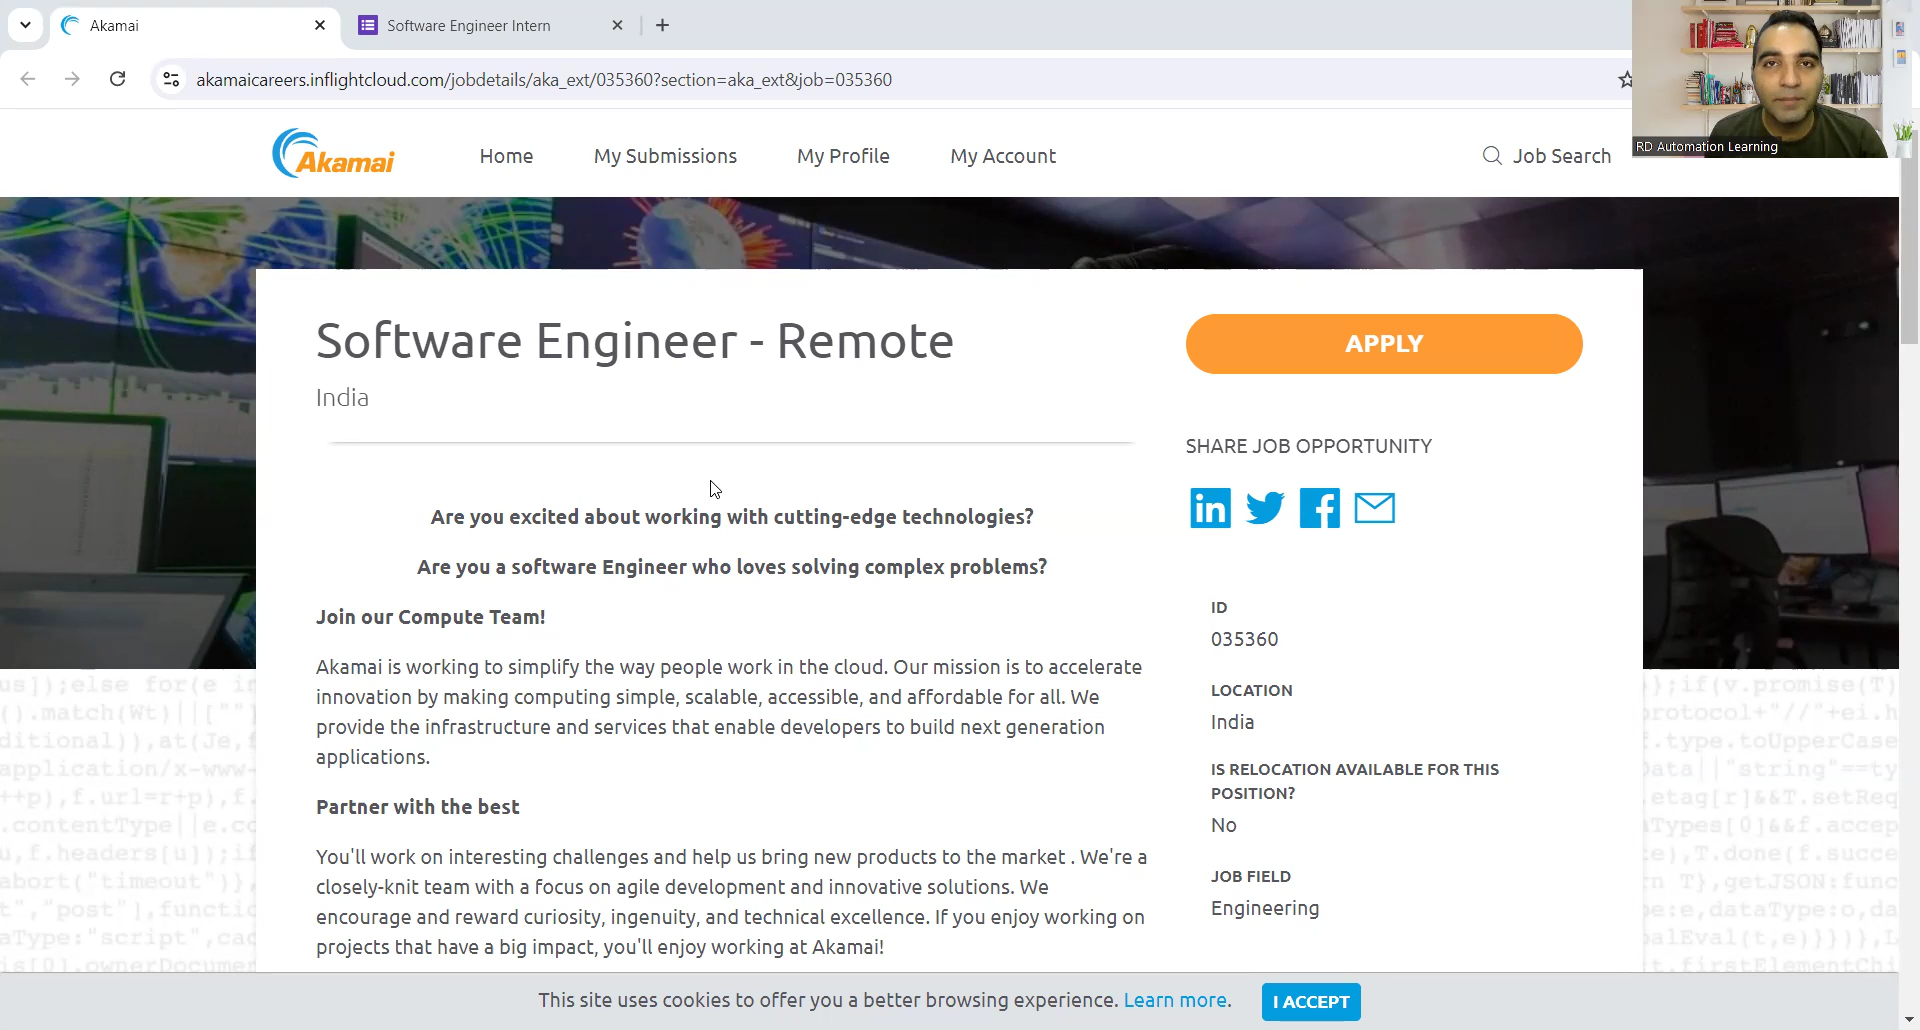 Akamai
Software Engineer Intern
akamaicareers.inflightcloud.com/jobdetails/aka_ext/035360?section=aka_ext&job=035360
RD Automation Learning
Akamai
Home
My Submissions
My Profile
My Account
Job Search
Software Engineer - Remote
India
APPLY
SHARE JOB OPPORTUNITY
Are you excited about working with cutting-edge technologies?
Are you a software Engineer who loves solving complex problems?
Join our Compute Team!
Akamai is working to simplify the way people work in the cloud. Our mission is to accelerate
innovation by making computing simple, scalable, accessible, and affordable for all. We
provide the infrastructure and services that enable developers to build next generation
applications.
Partner with the best
You'll work on interesting challenges and help us bring new products to the market . We're a
closely-knit team with a focus on agile development and innovative solutions. We
encourage and reward curiosity, ingenuity, and technical excellence. If you enjoy working on
projects that have a big impact, you'll enjoy working at Akamai!
ID
035360
LOCATION
India
IS RELOCATION AVAILABLE FOR THIS
POSITION?
No
JOB FIELD
Engineering
This site uses cookies to offer you a better browsing experience. Learn more.
I ACCEPT